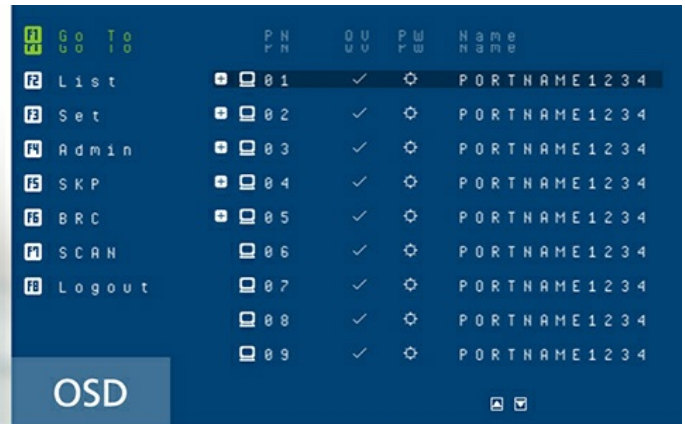 F1 Go To PN QV PW Name
F2 List 01 PORTNAME1234
F3 Set 02 PORTNAME1234
F4 Admin 03 PORTNAME1234
F5 SKP 04 PORTNAME1234
F6 BRC 05 PORTNAME1234
F7 SCAN 06 PORTNAME1234
F8 Logout 07 PORTNAME1234
08 PORTNAME1234
09 PORTNAME1234
OSD